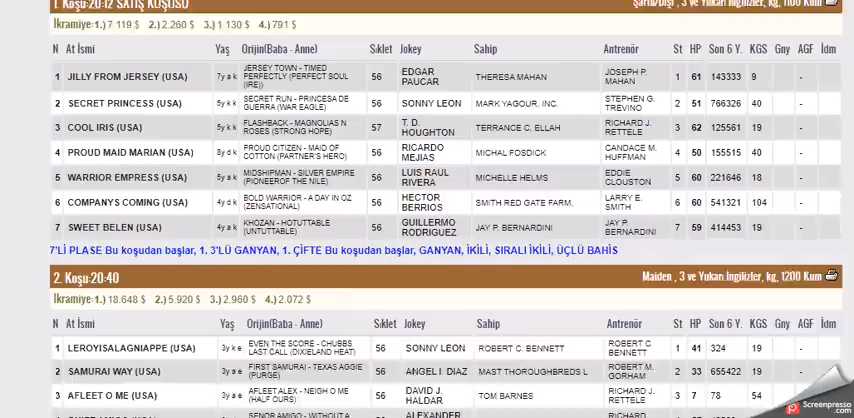 1. Koşu:20:12 SATIŞ KOŞUSU Şartlı/Dişi , 3 ve Yukarı İngilizler, kg, 1100 Kum
İkramiye:1.) 7.119 $ 2.) 2.260 $ 3.) 1.130 $ 4.) 791 $
N At İsmi Yaş Orijin(Baba - Anne) Sıklet Jokey Sahip Antrenör St HP Son 6 Y. KGS Gny AGF İdm
1 JILLY FROM JERSEY (USA) 7y a k JERSEY TOWN - TIMED PERFECTLY (PERFECT SOUL (IRE)) 56 EDGAR PAUCAR THERESA MAHAN JOSEPH P. MAHAN 1 61 143333 9 -
2 SECRET PRINCESS (USA) 5y k k SECRET RUN - PRINCESA DE GUERRA (WAR EAGLE) 56 SONNY LEON MARK YAGOUR, INC. STEPHEN G. TREVINO 2 51 766326 40 -
3 COOL IRIS (USA) 5y k k FLASHBACK - MAGNOLIAS N ROSES (STRONG HOPE) 57 T. D. HOUGHTON TERRANCE C. ELLAH RICHARD J. RETTELE 3 62 125561 19 -
4 PROUD MAID MARIAN (USA) 8y d k PROUD CITIZEN - MAID OF COTTON (PARTNER'S HERO) 56 RICARDO MEJIAS MICHAL FOSDICK CANDACE M. HUFFMAN 4 50 155515 40 -
5 WARRIOR EMPRESS (USA) 5y a k MIDSHIPMAN - SILVER EMPIRE (PIONEEROF THE NILE) 56 LUIS RAUL RIVERA MICHELLE HELMS EDDIE CLOUSTON 5 60 221646 18 -
6 COMPANYS COMING (USA) 4y d k BOLD WARRIOR - A DAY IN OZ (ZENSATIONAL) 56 HECTOR BERRIOS SMITH RED GATE FARM, LARRY E. SMITH 6 60 541321 104 -
7 SWEET BELEN (USA) 4y a k KHOZAN - HOTUTTABLE (UNTUTTABLE) 56 GUILLERMO RODRIGUEZ JAY P. BERNARDINI JAY P. BERNARDINI 7 59 414453 19 -
7'Lİ PLASE Bu koşudan başlar, 1. 3'LÜ GANYAN, 1. ÇİFTE Bu koşudan başlar, GANYAN, İKİLİ, SIRALI İKİLİ, ÜÇLÜ BAHİS
2. Koşu:20:40 Maiden , 3 ve Yukarı İngilizler, kg, 1200 Kum
İkramiye:1.) 18.648 $ 2.) 5.920 $ 3.) 2.960 $ 4.) 2.072 $
N At İsmi Yaş Orijin(Baba - Anne) Sıklet Jokey Sahip Antrenör St HP Son 6 Y. KGS Gny AGF İdm
1 LEROYISALAGNIAPPE (USA) 3y k e EVEN THE SCORE - CHUBBS LAST CALL (DIXIELAND HEAT) 56 SONNY LEON ROBERT C. BENNETT ROBERT C. BENNETT 1 41 324 19 -
2 SAMURAI WAY (USA) 3y a e FIRST SAMURAI - TEXAS AGGIE (PURGE) 56 ANGEL I. DIAZ MAST THOROUGHBREDS L ROBERT M. GORHAM 2 33 655422 19 -
3 AFLEET O ME (USA) 3y a e AFLEET ALEX - NEIGH O ME (HALF CURS) 56 DAVID J. HALDAR TOM BARNES RICHARD J. RETTELE 3 7 78 54
SENOR AMIGO - WITHOUT A ALEXANDER
Screenpresso.com